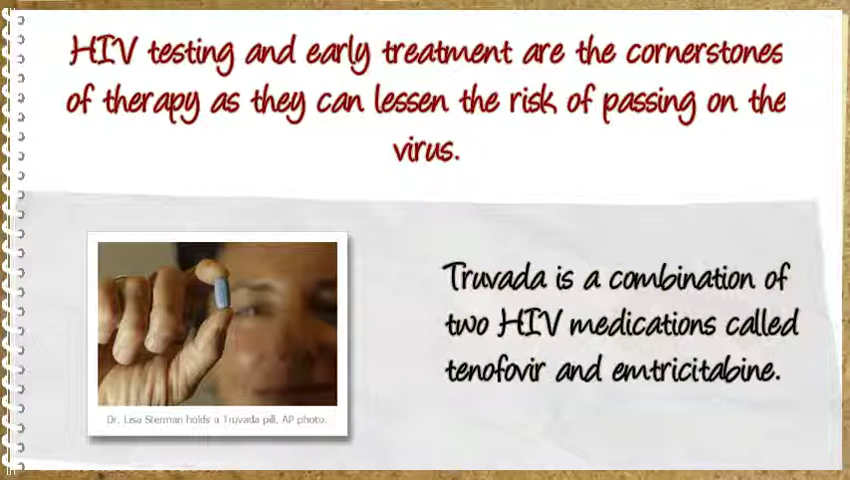 HIV testing and early treatment are the cornerstones
of therapy as they can lessen the risk of passing on the
virus.
Truvada is a combination of
two HIV medications called
tenofovir and emtricitabine.
Dr. Lisa Sterman holds a Truvada pill, AP photo.